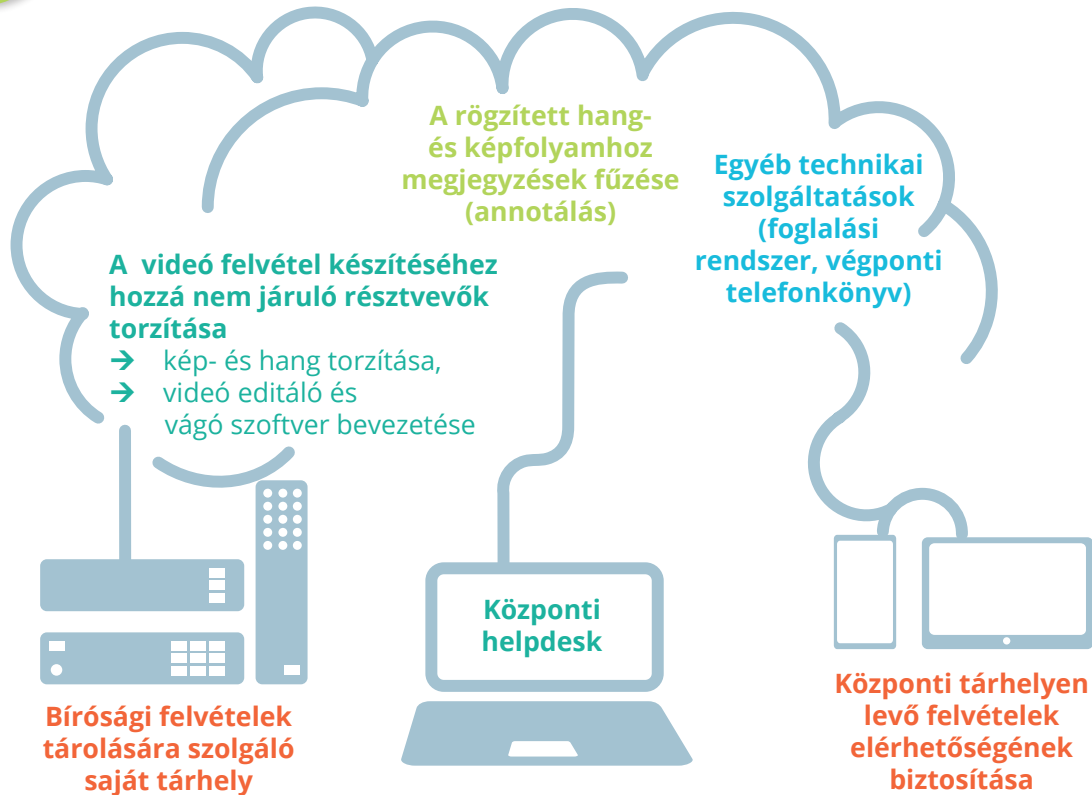 A rögzített hang-
és képfolyamhoz
megjegyzések fűzése
(annotálás)
Egyéb technikai
szolgáltatások
(foglalási
rendszer, végponti
telefonkönyv)
A videó felvétel készítéséhez
hozzá nem járuló résztvevők
torzítása
→ kép- és hang torzítása,
→ videó editáló és
vágó szoftver bevezetése
Központi
helpdesk
Bírósági felvételek
tárolására szolgáló
saját tárhely
Központi tárhelyen
levő felvételek
elérhetőségének
biztosítása